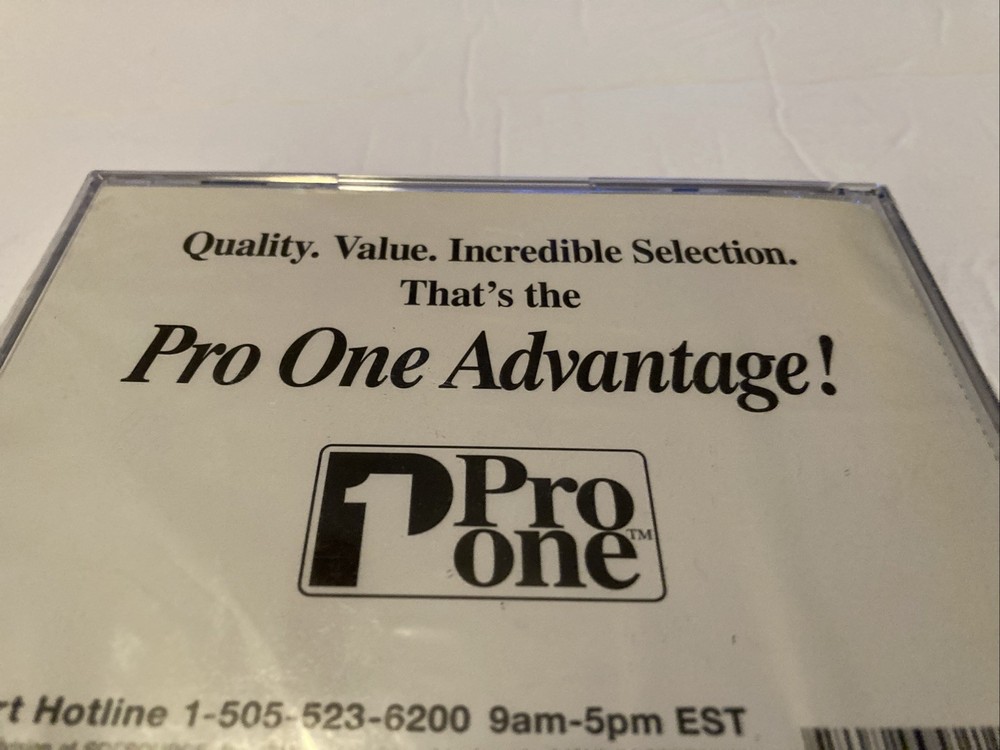 Quality. Value. Incredible Selection.
That's the
Pro One Advantage!
Pro
one™
rt Hotline 1-505-523-6200 9am-5pm EST